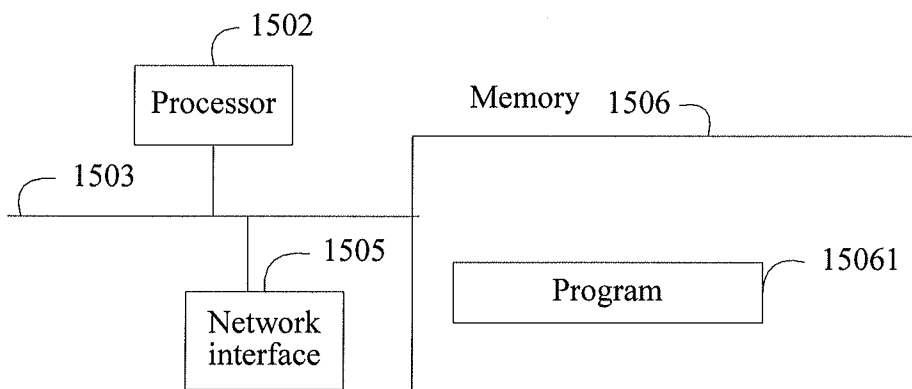 1502
Processor
Memory 1506
1503
1505
15061
Program
Network
interface